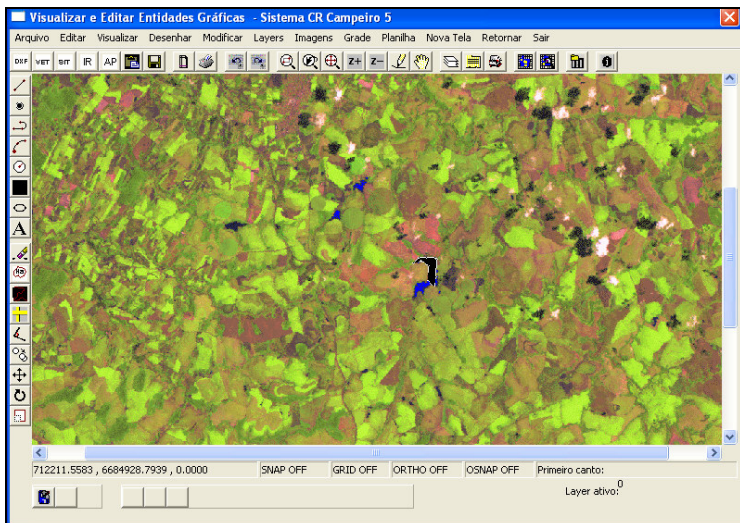 Visualizar e Editar Entidades Gráficas - Sistema CR Campeiro 5
Arquivo Editar Visualizar Desenhar Modificar Layers Imagens Grade Planilha Nova Tela Retornar Sair
DXF VET BIT IR AP Z+ Z-
A
712211.5583 , 6684928.7939 , 0.0000 SNAP OFF GRID OFF ORTHO OFF OSNAP OFF Primeiro canto:
Layer ativo: 0